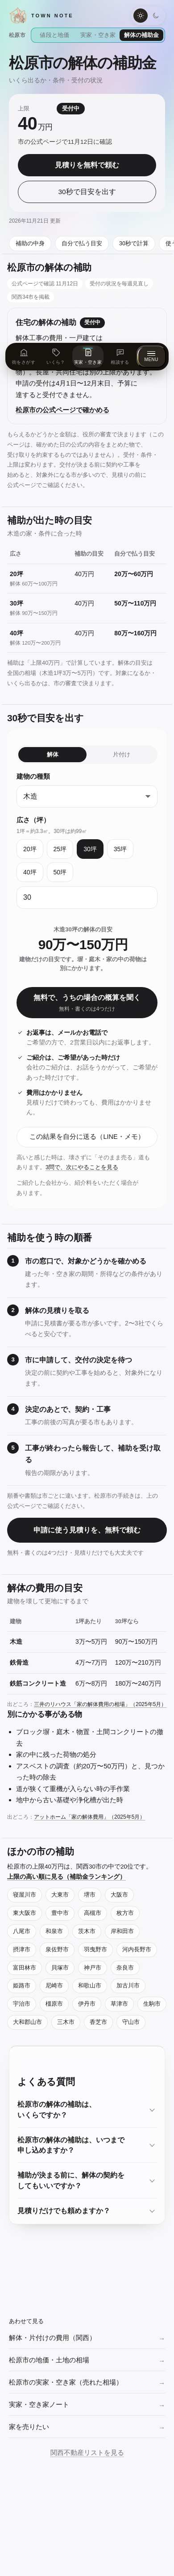 TOWN NOTE
松原市
値段と地価
実家・空き家
解体の補助金
松原市の解体の補助金
いくら出るか・条件・受付の状況
上限
受付中
40万円
市の公式ページで11月12日に確認
見積りを無料で頼む
30秒で目安を出す
2026年11月21日 更新
補助の中身
自分で払う目安
30秒で計算
松原市の解体の補助
公式ページで確認 11月12日
受付の状況を毎週見直し
関西34市を掲載
住宅の解体の補助 受付中
解体工事の費用・一戸建ては
街をさがす
いくら？
実家・空き家
相談する
MENU
申請の受付は4月1日〜12月末日、予算に
達すると受付できません。
松原市の公式ページで確かめる
もらえるかどうかと金額は、役所の審査で決まります（この
ページは、確かめた日の公式の内容をまとめた物で、
受け取れることを約束するものではありません）。受付・条件・
上限は変わります。交付が決まる前に契約や工事を
始めると、対象外になる市が多いので、見積りの前に
公式ページでご確認ください。
補助が出た時の目安
木造の家・条件に合った時
広さ
補助の目安
自分で払う目安
20坪
解体 60万〜100万円
40万円
20万〜60万円
30坪
解体 90万〜150万円
40万円
50万〜110万円
40坪
解体 120万〜200万円
40万円
80万〜160万円
補助は「上限40万円」で計算しています。解体の目安は
全国の相場（木造1坪3万〜5万円）です。対象になるか・
いくら出るかは、市の審査で決まります。
30秒で目安を出す
解体
片付け
建物の種類
木造
広さ（坪）
1坪＝約3.3㎡。30坪は約99㎡
20坪
25坪
30坪
35坪
40坪
50坪
30
木造30坪の解体の目安
90万〜150万円
建物だけの目安です。塀・庭木・家の中の荷物は
別にかかります。
無料で、うちの場合の概算を聞く
無料・書くのは4つだけ
✓ お返事は、メールかお電話で
ご希望の方で、2営業日以内にお返事します。
✓ ご紹介は、ご希望があった時だけ
会社のご紹介は、お話をうかがって、ご希望が
あった時だけです。
✓ 費用はかかりません
見積りだけで終わっても、費用はかかりませ
ん。
この結果を自分に送る（LINE・メモ）
高いと感じた時は、壊さずに「そのまま売る」道も
あります。3問で、次にやることを見る
ご紹介した会社から、紹介料をいただく場合が
あります。
補助を使う時の順番
1 市の窓口で、対象かどうかを確かめる
建った年・空き家の期間・所得などの条件があり
ます。
2 解体の見積りを取る
申請に見積書が要る市が多いです。2〜3社でくら
べると安心です。
3 市に申請して、交付の決定を待つ
決定の前に契約や工事を始めると、対象外になり
ます。
4 決定のあとで、契約・工事
工事の前後の写真が要る市もあります。
5 工事が終わったら報告して、補助を受け取
る
報告の期限があります。
順番や書類は市ごとに違います。松原市の手続きは、上の
公式ページでご確認ください。
申請に使う見積りを、無料で頼む
無料・書くのは4つだけ・見積りだけでも大丈夫です
解体の費用の目安
建物を壊して更地にするまで
建物
1坪あたり
30坪なら
木造
3万〜5万円
90万〜150万円
鉄骨造
4万〜7万円
120万〜210万円
鉄筋コンクリート造
6万〜8万円
180万〜240万円
出どころ：三井のリハウス「家の解体費用の相場」（2025年5月）
別にかかる事がある物
• ブロック塀・庭木・物置・土間コンクリートの撤
去
• 家の中に残った荷物の処分
• アスベストの調査（約20万〜50万円）と、見つか
った時の除去
• 道が狭くて重機が入らない時の手作業
• 地中から古い基礎や浄化槽が出た時
出どころ：アットホーム「家の解体費用」（2025年5月）
ほかの市の補助
松原市の上限40万円は、関西30市の中で20位です。
上限の高い順に見る（補助金ランキング）
寝屋川市
大東市
堺市
大阪市
東大阪市
豊中市
高槻市
枚方市
八尾市
和泉市
茨木市
岸和田市
摂津市
泉佐野市
羽曳野市
河内長野市
富田林市
貝塚市
神戸市
奈良市
姫路市
尼崎市
和歌山市
加古川市
宇治市
橿原市
伊丹市
草津市
生駒市
大和郡山市
三木市
香芝市
守山市
よくある質問
松原市の解体の補助は、
いくらですか？
松原市の解体の補助は、いつまで
申し込めますか？
補助が決まる前に、解体の契約を
してもいいですか？
見積りだけでも頼めますか？
あわせて見る
解体・片付けの費用（関西） →
松原市の地価・土地の相場 →
松原市の実家・空き家（売れた相場） →
実家・空き家ノート →
家を売りたい →
関西不動産リストを見る